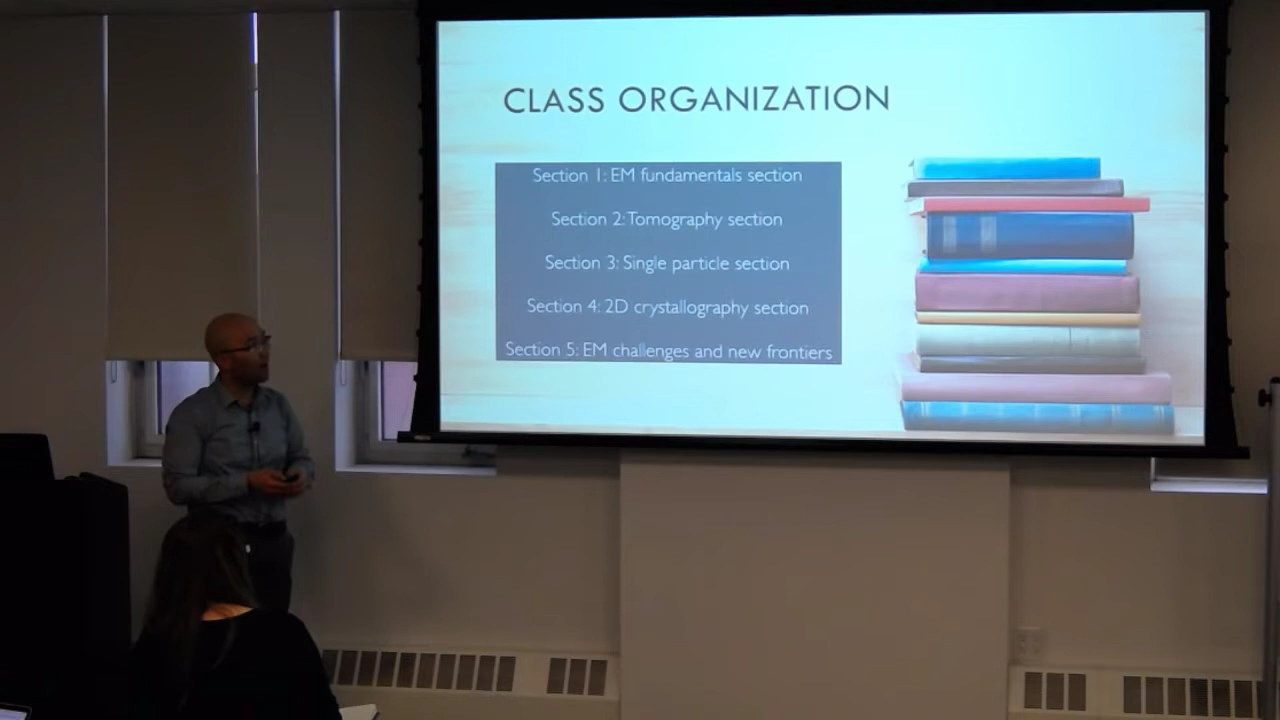 CLASS ORGANIZATION
Section 1: EM fundamentals section
Section 2: Tomography section
Section 3: Single particle section
Section 4: 2D crystallography section
Section 5: EM challenges and new frontiers